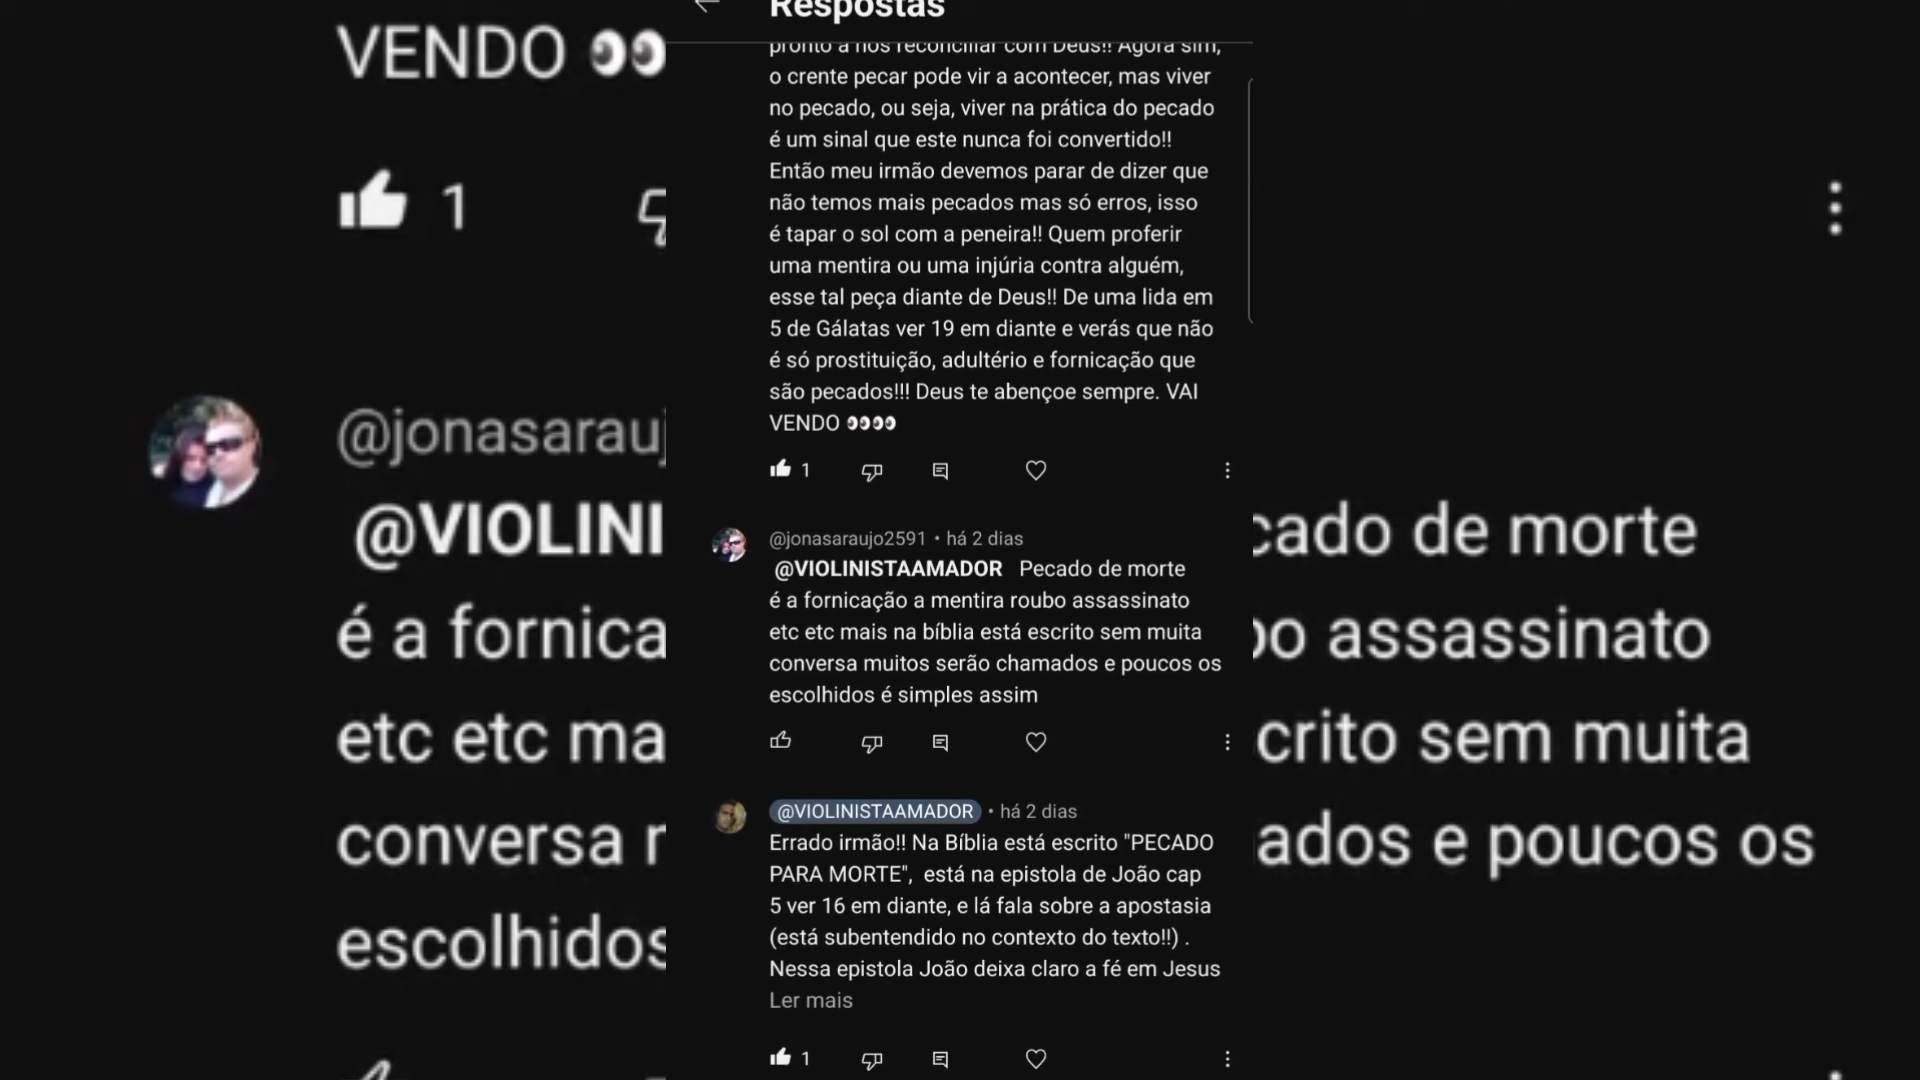 Respostas
pronto a nos reconciliar com Deus!! Agora sim,
o crente pecar pode vir a acontecer, mas viver
no pecado, ou seja, viver na prática do pecado
é um sinal que este nunca foi convertido!!
Então meu irmão devemos parar de dizer que
não temos mais pecados mas só erros, isso
é tapar o sol com a peneira!! Quem proferir
uma mentira ou uma injúria contra alguém,
esse tal peça diante de Deus!! De uma lida em
5 de Gálatas ver 19 em diante e verás que não
é só prostituição, adultério e fornicação que
são pecados!!! Deus te abençoe sempre. VAI
VENDO 👀👀
1
@jonasaraujo2591 • há 2 dias
@VIOLINISTAAMADOR Pecado de morte
é a fornicação a mentira roubo assassinato
etc etc mais na bíblia está escrito sem muita
conversa muitos serão chamados e poucos os
escolhidos é simples assim
@VIOLINISTAAMADOR • há 2 dias
Errado irmão!! Na Bíblia está escrito "PECADO
PARA MORTE", está na epistola de João cap
5 ver 16 em diante, e lá fala sobre a apostasia
(está subentendido no contexto do texto!!) .
Nessa epistola João deixa claro a fé em Jesus
Ler mais
1
VENDO 👀
1
@jonasarauj
@VIOLINI
é a fornica
etc etc ma
conversa
escolhidos
cado de morte
assassinato
crito sem muita
ados e poucos os